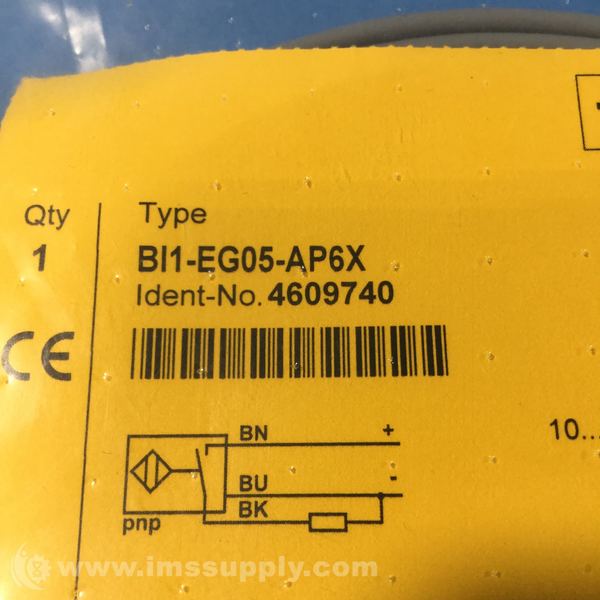 Qty
Type
1
BI1-EG05-AP6X
Ident-No. 4609740
CE
BN
+
10...
BU
-
BK
pnp
www.imssupply.com